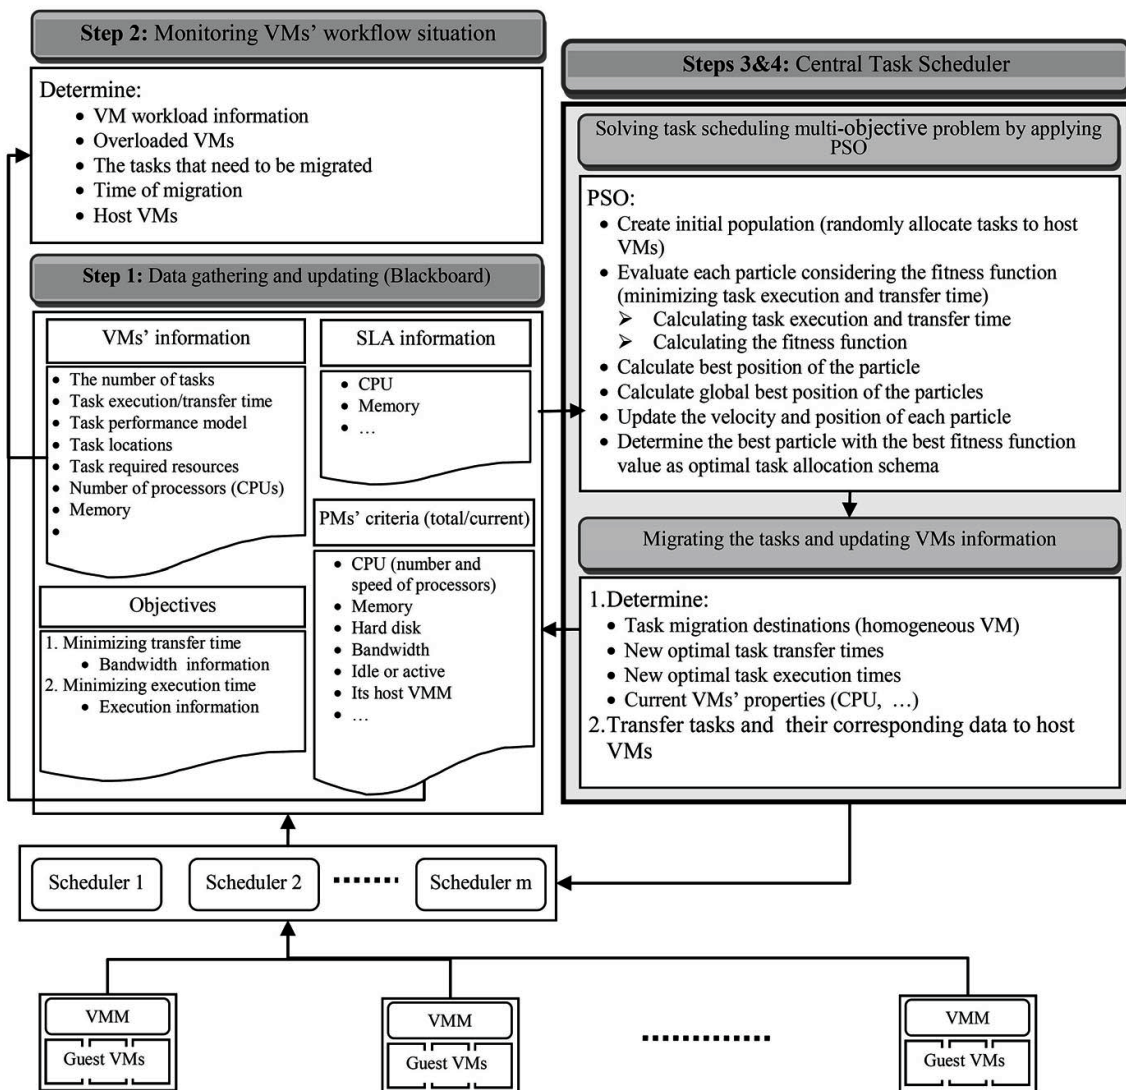 Step 2: Monitoring VMs' workflow situation
Determine:
• VM workload information
• Overloaded VMs
• The tasks that need to be migrated
• Time of migration
• Host VMs
Step 1: Data gathering and updating (Blackboard)
VMs' information
• The number of tasks
• Task execution/transfer time
• Task performance model
• Task locations
• Task required resources
• Number of processors (CPUs)
• Memory
•
SLA information
• CPU
• Memory
• …
PMs' criteria (total/current)
• CPU (number and
speed of processors)
• Memory
• Hard disk
• Bandwidth
• Idle or active
• Its host VMM
• …
Objectives
1. Minimizing transfer time
• Bandwidth information
2. Minimizing execution time
• Execution information
Steps 3&4: Central Task Scheduler
Solving task scheduling multi-objective problem by applying
PSO
PSO:
• Create initial population (randomly allocate tasks to host
VMs)
• Evaluate each particle considering the fitness function
(minimizing task execution and transfer time)
➢ Calculating task execution and transfer time
➢ Calculating the fitness function
• Calculate best position of the particle
• Calculate global best position of the particles
• Update the velocity and position of each particle
• Determine the best particle with the best fitness function
value as optimal task allocation schema
Migrating the tasks and updating VMs information
1.Determine:
• Task migration destinations (homogeneous VM)
• New optimal task transfer times
• New optimal task execution times
• Current VMs' properties (CPU, …)
2.Transfer tasks and their corresponding data to host
VMs
Scheduler 1
Scheduler 2
Scheduler m
VMM
Guest VMs
VMM
Guest VMs
VMM
Guest VMs